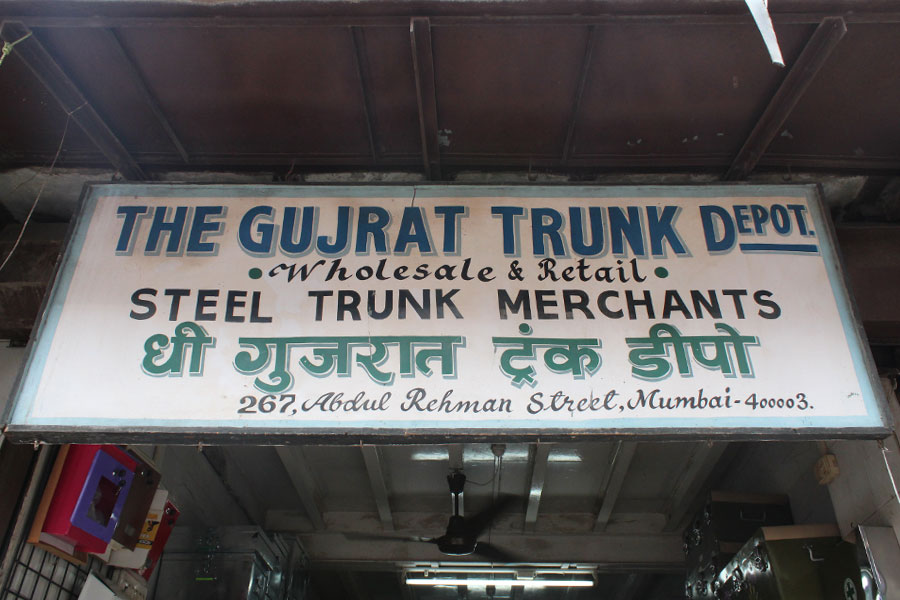 THE GUJRAT TRUNK DEPOT.
• Wholesale & Retail •
STEEL TRUNK MERCHANTS
धी गुजरात ट्रंक डीपो
267, Abdul Rehman Street, Mumbai-400003.